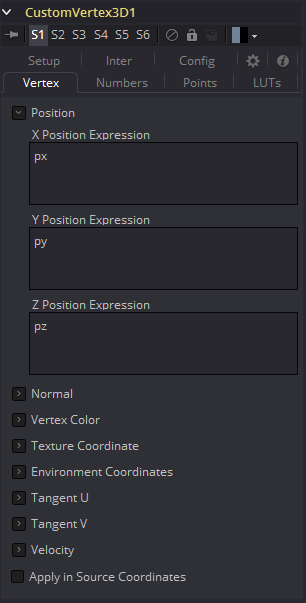 CustomVertex3D1
S1 S2 S3 S4 S5 S6
Setup Inter Config
Vertex Numbers Points LUTs
Position
X Position Expression
px
Y Position Expression
py
Z Position Expression
pz
Normal
Vertex Color
Texture Coordinate
Environment Coordinates
Tangent U
Tangent V
Velocity
Apply in Source Coordinates